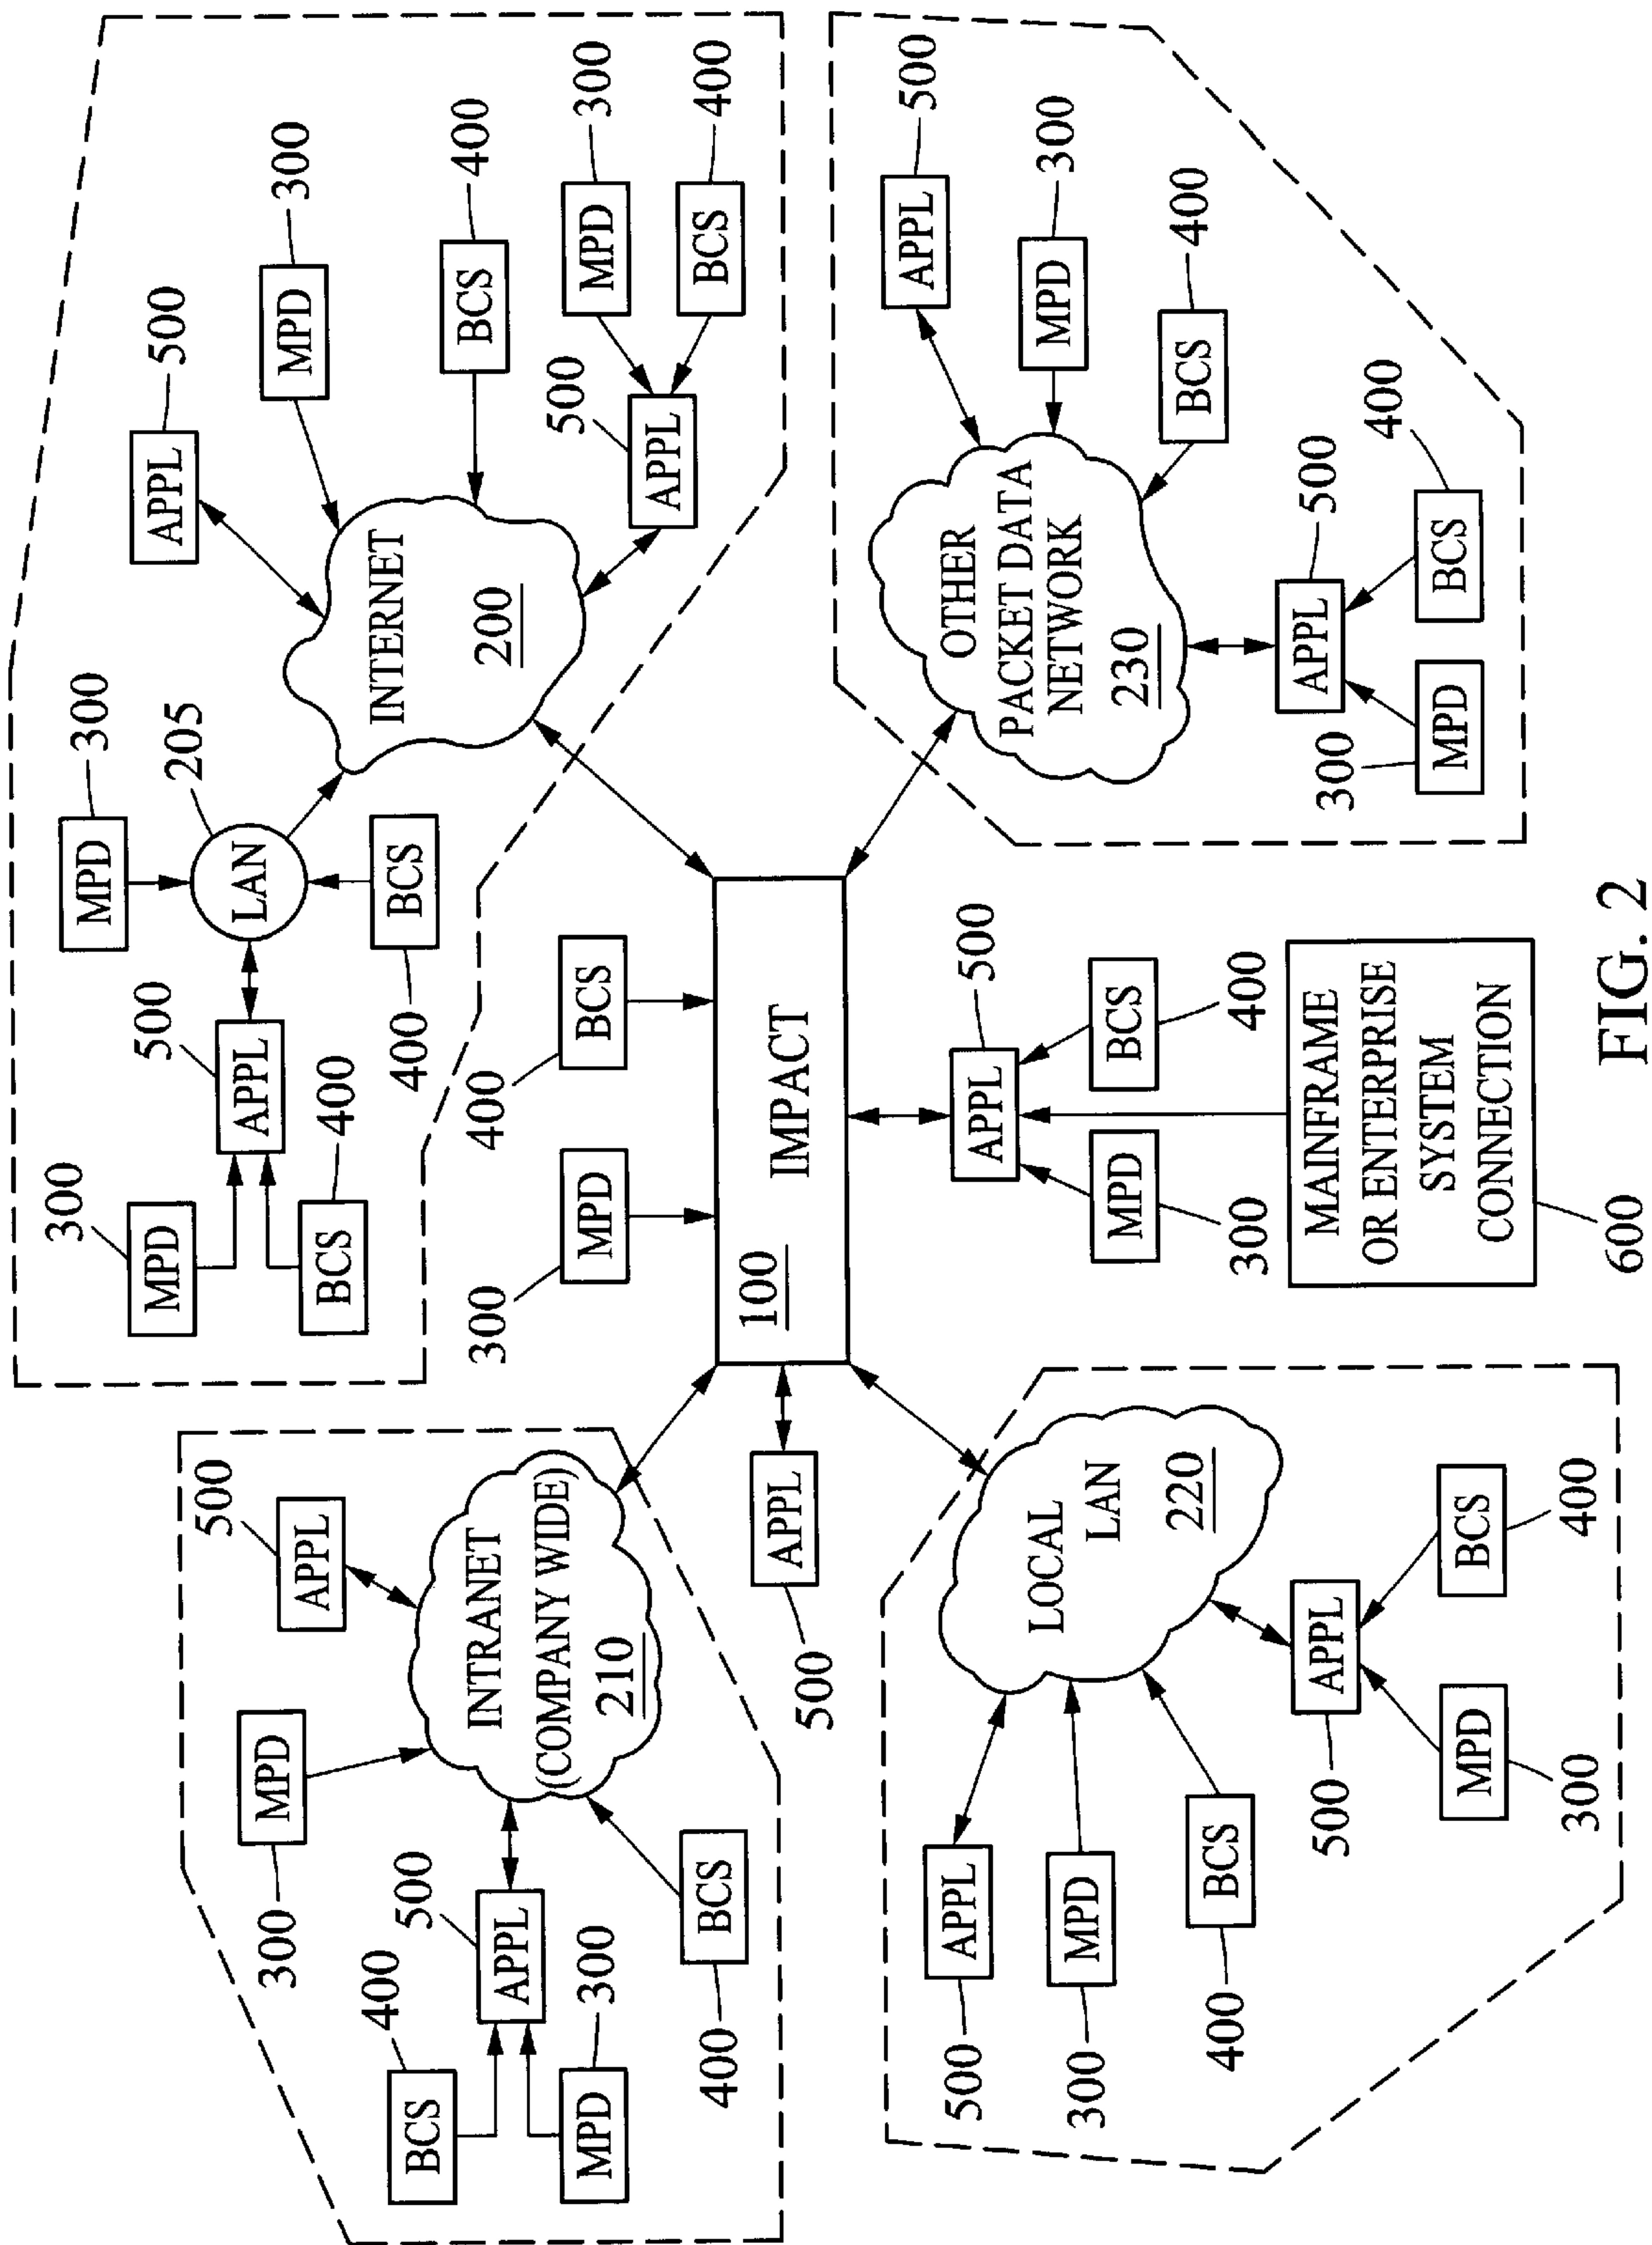 300
MPD
500
APPL
400
BCS
500
APPL
INTRANET
(COMPANY WIDE)
210
MPD
300
BCS
400
300
MPD
500
APPL
BCS
400
MPD
300
LAN
205
BCS
400
APPL
500
MPD
300
INTERNET
200
BCS
400
500
APPL
MPD
300
BCS
400
300
MPD
400
BCS
APPL
500
100
IMPACT
500
APPL
300
MPD
400
BCS
LOCAL
LAN
220
APPL
500
MPD
300
BCS
400
APPL
500
MPD
300
BCS
400
MAINFRAME
OR ENTERPRISE
SYSTEM
CONNECTION
600
APPL
500
OTHER
PACKET DATA
NETWORK
230
MPD
300
BCS
400
APPL
500
300
MPD
BCS
400
FIG. 2